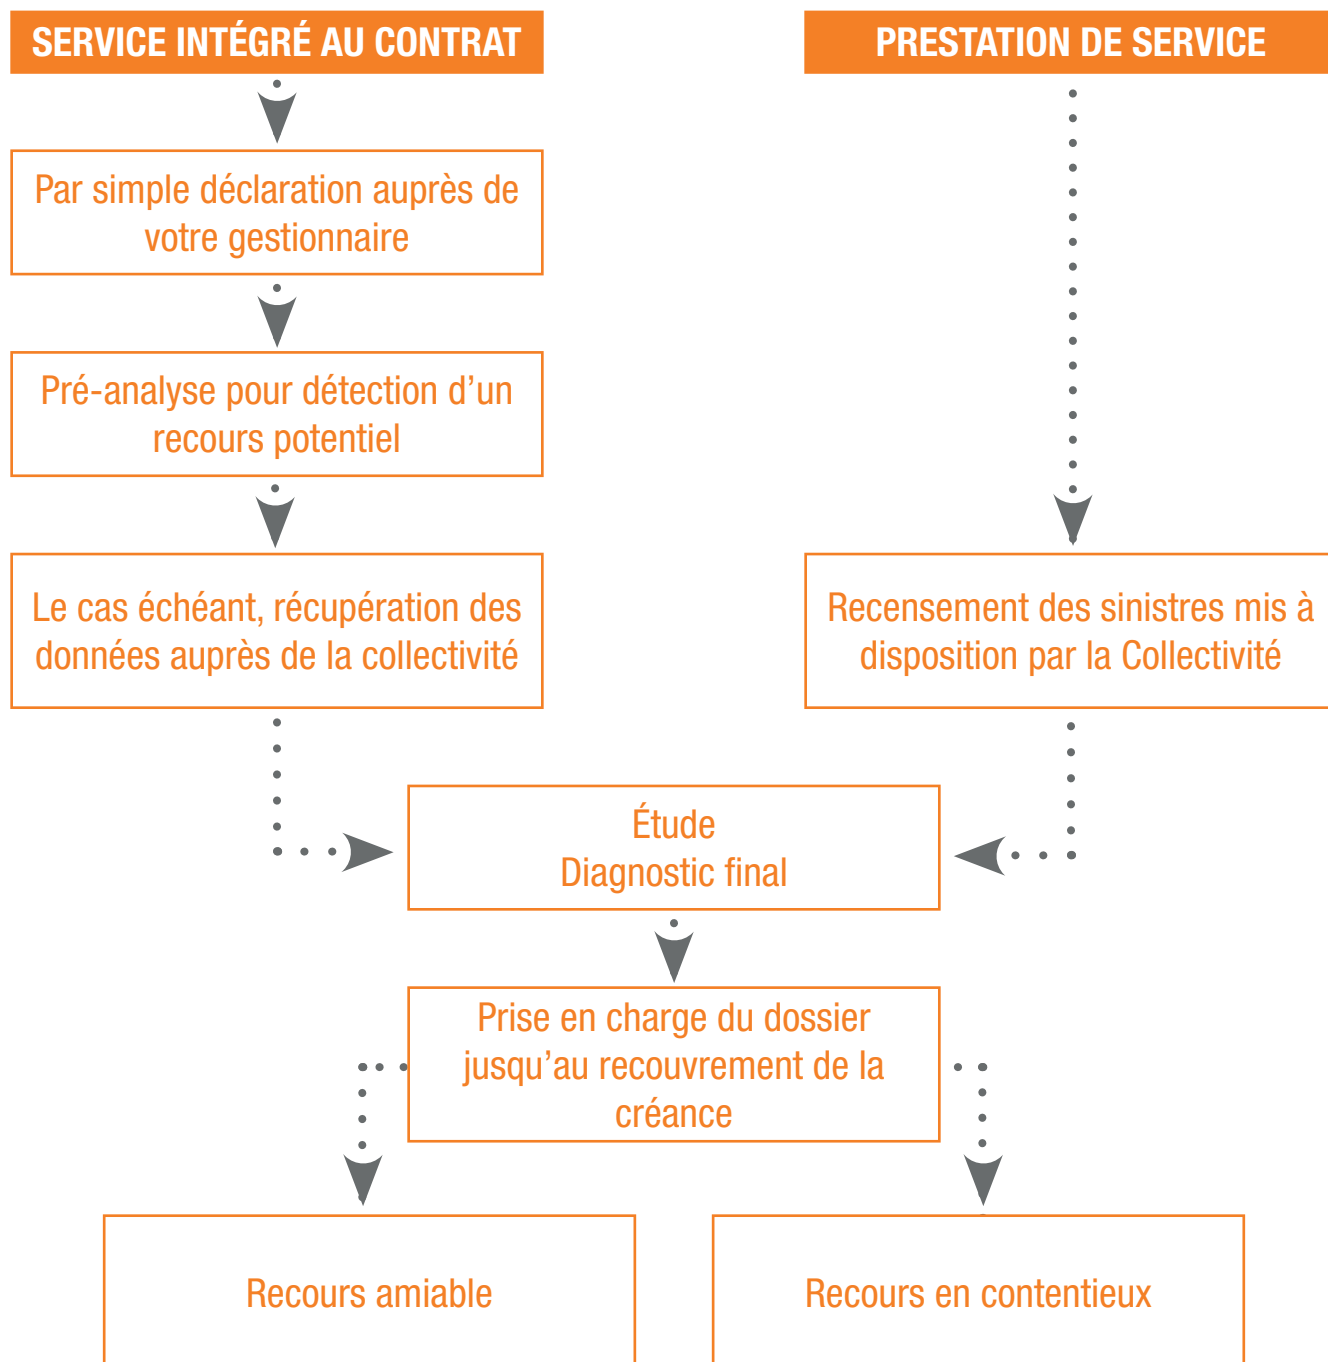 SERVICE INTÉGRÉ AU CONTRAT
PRESTATION DE SERVICE
Par simple déclaration auprès de
votre gestionnaire
Pré-analyse pour détection d’un
recours potentiel
Le cas échéant, récupération des
données auprès de la collectivité
Recensement des sinistres mis à
disposition par la Collectivité
Étude
Diagnostic final
Prise en charge du dossier
jusqu’au recouvrement de la
créance
Recours amiable
Recours en contentieux